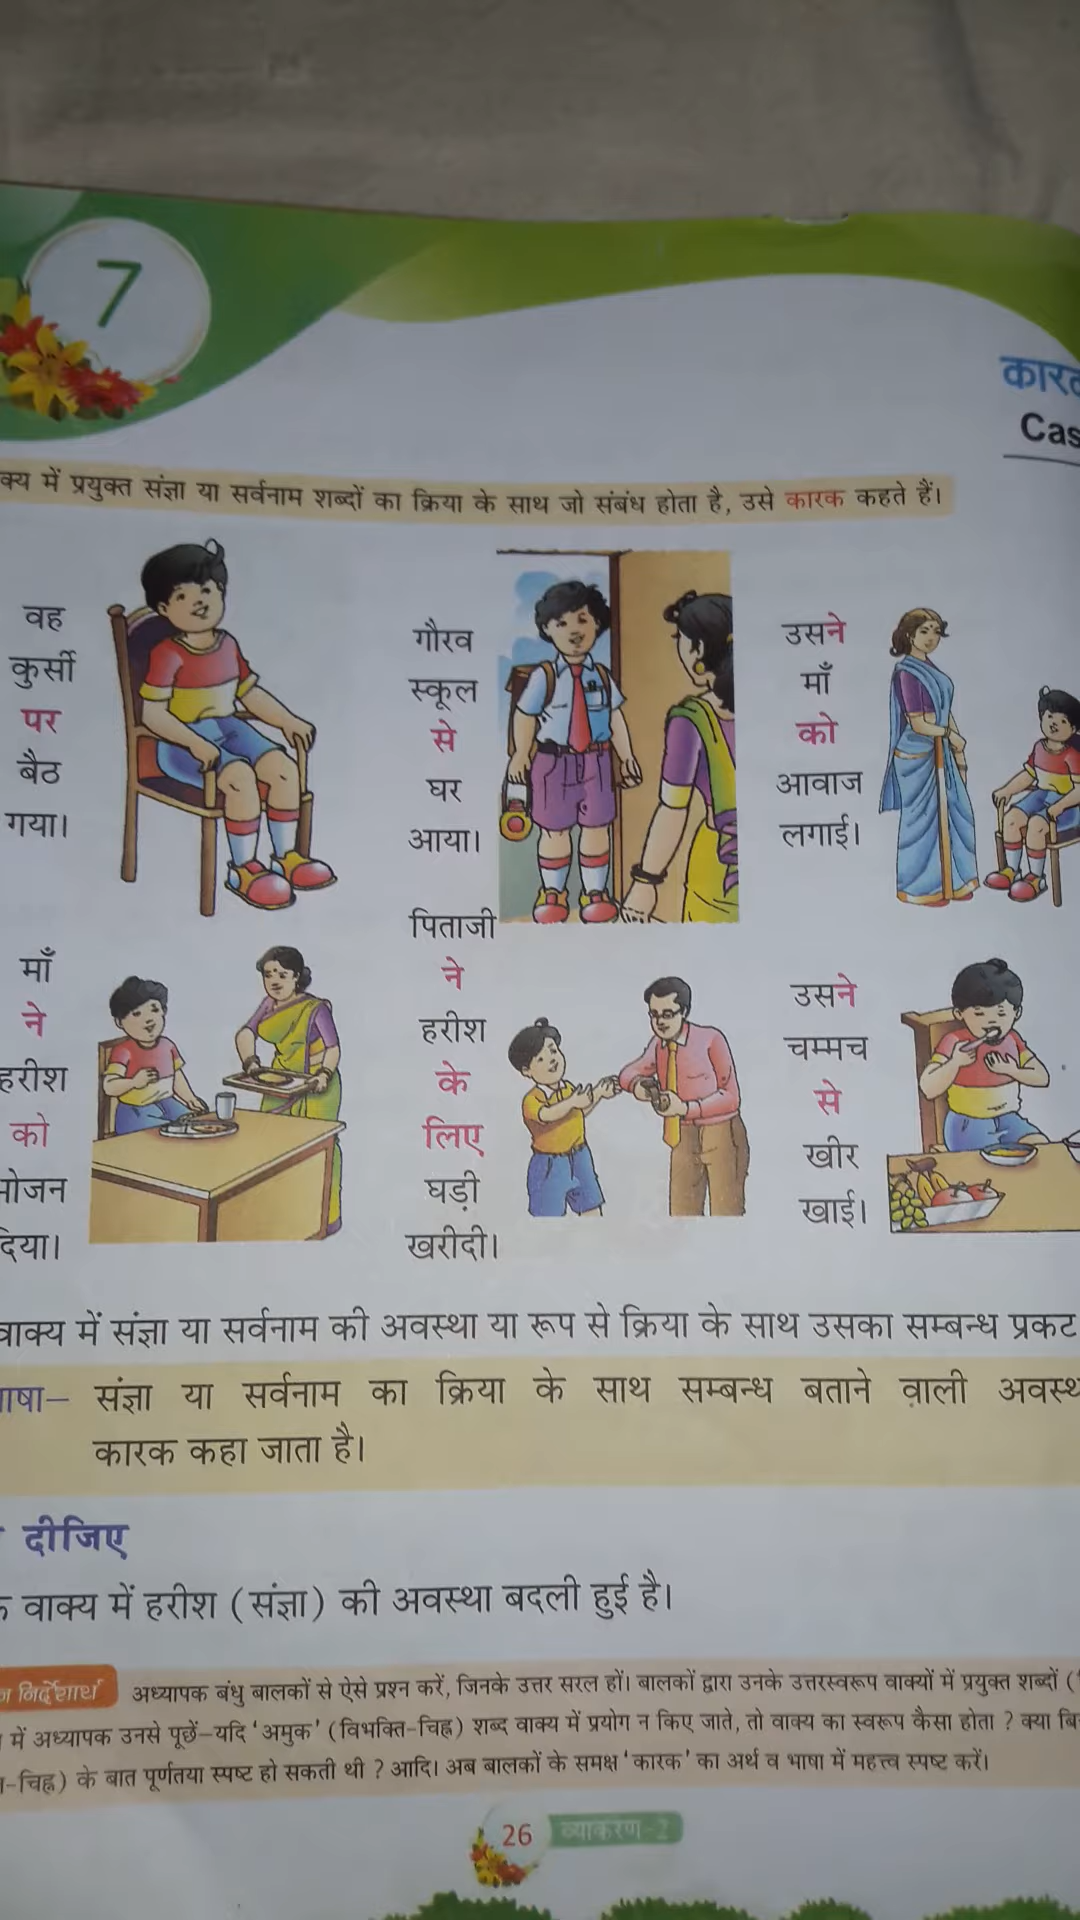 7
Cas
में प्रयुक्त संज्ञा या सर्वनाम शब्दों का क्रिया के साथ जो संबंध होता है, उसे कारक कहते हैं।
वह
कुर्सी
पर
बैठ
गया।
गौरव
स्कूल
से
घर
आया।
उसने
माँ
को
आवाज
लगाई।
माँ
ने
हरीश
को
दिया।
पिताजी
ने
हरीश
के
लिए
घड़ी
खरीदी।
उसने
चम्मच
से
खीर
खाई।
वाक्य में संज्ञा या सर्वनाम की अवस्था या रूप से क्रिया के साथ उसका सम्बन्ध प्रकट
संज्ञा या सर्वनाम का क्रिया के साथ सम्बन्ध बताने वाली
कारक कहा जाता है।
दीजिए
वाक्य में हरीश (संज्ञा) की अवस्था बदली हुई है।
निर्देशार्थ अध्यापक बंधु बालकों से ऐसे प्रश्न करें, जिनके उत्तर सरल हों। बालकों द्वारा उनके उत्तरस्वरूप वाक्यों में प्रयुक्त शब्दों (
में अध्यापक उनसे पूछें–यदि ‘अमुक’ (विभक्ति-चिह्न) शब्द वाक्य में प्रयोग न किए जाते, तो वाक्य का स्वरूप कैसा होता ? क्या
-चिह्न) के बात पूर्णतया स्पष्ट हो सकती थी ? आदि। अब बालकों के समक्ष ‘कारक’ का अर्थ व भाषा में महत्त्व स्पष्ट करें।
26 व्याकरण-2